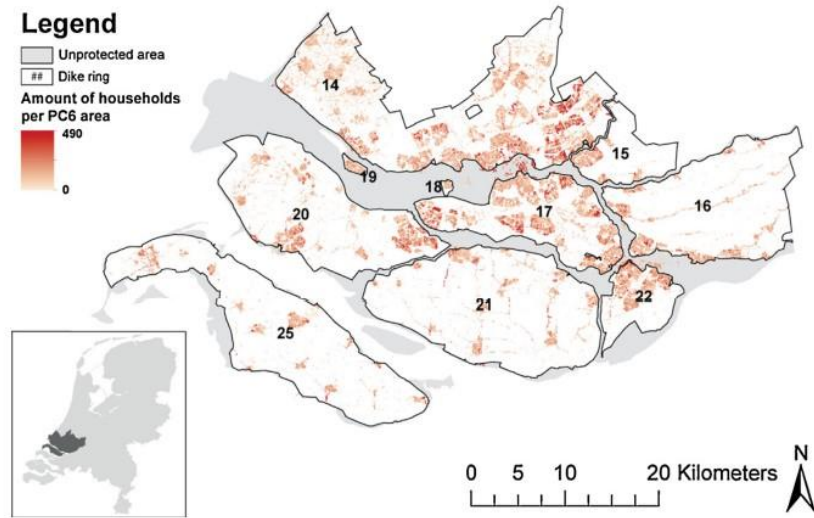 Legend
Unprotected area
## Dike ring
Amount of households
per PC6 area
490
0
14
15
19
18
16
20
17
22
21
25
N
0 5 10 20 Kilometers